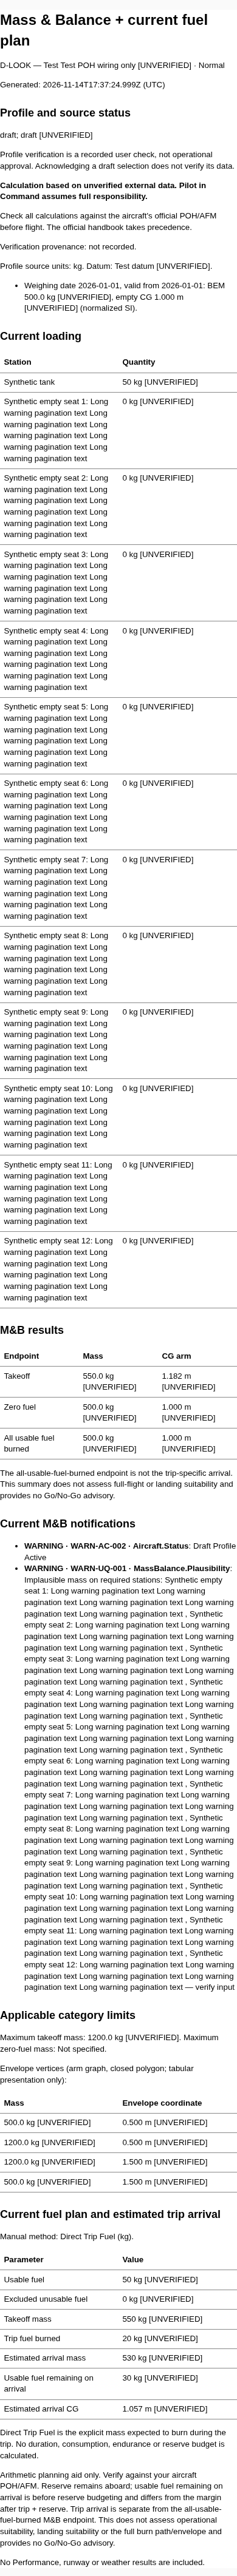 Mass & Balance + current fuel
plan
D-LOOK — Test Test POH wiring only [UNVERIFIED] · Normal
Generated: 2026-11-14T17:37:24.999Z (UTC)
Profile and source status
draft; draft [UNVERIFIED]
Profile verification is a recorded user check, not operational
approval. Acknowledging a draft selection does not verify its data.
Calculation based on unverified external data. Pilot in
Command assumes full responsibility.
Check all calculations against the aircraft's official POH/AFM
before flight. The official handbook takes precedence.
Verification provenance: not recorded.
Profile source units: kg. Datum: Test datum [UNVERIFIED].
• Weighing date 2026-01-01, valid from 2026-01-01: BEM
500.0 kg [UNVERIFIED], empty CG 1.000 m
[UNVERIFIED] (normalized SI).
Current loading
Station Quantity
Synthetic tank 50 kg [UNVERIFIED]
Synthetic empty seat 1: Long 0 kg [UNVERIFIED]
warning pagination text Long
warning pagination text Long
warning pagination text Long
warning pagination text Long
warning pagination text
Synthetic empty seat 2: Long 0 kg [UNVERIFIED]
warning pagination text Long
warning pagination text Long
warning pagination text Long
warning pagination text Long
warning pagination text
Synthetic empty seat 3: Long 0 kg [UNVERIFIED]
warning pagination text Long
warning pagination text Long
warning pagination text Long
warning pagination text Long
warning pagination text
Synthetic empty seat 4: Long 0 kg [UNVERIFIED]
warning pagination text Long
warning pagination text Long
warning pagination text Long
warning pagination text Long
warning pagination text
Synthetic empty seat 5: Long 0 kg [UNVERIFIED]
warning pagination text Long
warning pagination text Long
warning pagination text Long
warning pagination text Long
warning pagination text
Synthetic empty seat 6: Long 0 kg [UNVERIFIED]
warning pagination text Long
warning pagination text Long
warning pagination text Long
warning pagination text Long
warning pagination text
Synthetic empty seat 7: Long 0 kg [UNVERIFIED]
warning pagination text Long
warning pagination text Long
warning pagination text Long
warning pagination text Long
warning pagination text
Synthetic empty seat 8: Long 0 kg [UNVERIFIED]
warning pagination text Long
warning pagination text Long
warning pagination text Long
warning pagination text Long
warning pagination text
Synthetic empty seat 9: Long 0 kg [UNVERIFIED]
warning pagination text Long
warning pagination text Long
warning pagination text Long
warning pagination text Long
warning pagination text
Synthetic empty seat 10: Long 0 kg [UNVERIFIED]
warning pagination text Long
warning pagination text Long
warning pagination text Long
warning pagination text Long
warning pagination text
Synthetic empty seat 11: Long 0 kg [UNVERIFIED]
warning pagination text Long
warning pagination text Long
warning pagination text Long
warning pagination text Long
warning pagination text
Synthetic empty seat 12: Long 0 kg [UNVERIFIED]
warning pagination text Long
warning pagination text Long
warning pagination text Long
warning pagination text Long
warning pagination text
M&B results
Endpoint Mass CG arm
Takeoff 550.0 kg 1.182 m
[UNVERIFIED] [UNVERIFIED]
Zero fuel 500.0 kg 1.000 m
[UNVERIFIED] [UNVERIFIED]
All usable fuel 500.0 kg 1.000 m
burned [UNVERIFIED] [UNVERIFIED]
The all-usable-fuel-burned endpoint is not the trip-specific arrival.
This summary does not assess full-flight or landing suitability and
provides no Go/No-Go advisory.
Current M&B notifications
• WARNING · WARN-AC-002 · Aircraft.Status: Draft Profile
Active
• WARNING · WARN-UQ-001 · MassBalance.Plausibility:
Implausible mass on required stations: Synthetic empty
seat 1: Long warning pagination text Long warning
pagination text Long warning pagination text Long warning
pagination text Long warning pagination text , Synthetic
empty seat 2: Long warning pagination text Long warning
pagination text Long warning pagination text Long warning
pagination text Long warning pagination text , Synthetic
empty seat 3: Long warning pagination text Long warning
pagination text Long warning pagination text Long warning
pagination text Long warning pagination text , Synthetic
empty seat 4: Long warning pagination text Long warning
pagination text Long warning pagination text Long warning
pagination text Long warning pagination text , Synthetic
empty seat 5: Long warning pagination text Long warning
pagination text Long warning pagination text Long warning
pagination text Long warning pagination text , Synthetic
empty seat 6: Long warning pagination text Long warning
pagination text Long warning pagination text Long warning
pagination text Long warning pagination text , Synthetic
empty seat 7: Long warning pagination text Long warning
pagination text Long warning pagination text Long warning
pagination text Long warning pagination text , Synthetic
empty seat 8: Long warning pagination text Long warning
pagination text Long warning pagination text Long warning
pagination text Long warning pagination text , Synthetic
empty seat 9: Long warning pagination text Long warning
pagination text Long warning pagination text Long warning
pagination text Long warning pagination text , Synthetic
empty seat 10: Long warning pagination text Long warning
pagination text Long warning pagination text Long warning
pagination text Long warning pagination text , Synthetic
empty seat 11: Long warning pagination text Long warning
pagination text Long warning pagination text Long warning
pagination text Long warning pagination text , Synthetic
empty seat 12: Long warning pagination text Long warning
pagination text Long warning pagination text Long warning
pagination text Long warning pagination text — verify input
Applicable category limits
Maximum takeoff mass: 1200.0 kg [UNVERIFIED]. Maximum
zero-fuel mass: Not specified.
Envelope vertices (arm graph, closed polygon; tabular
presentation only):
Mass Envelope coordinate
500.0 kg [UNVERIFIED] 0.500 m [UNVERIFIED]
1200.0 kg [UNVERIFIED] 0.500 m [UNVERIFIED]
1200.0 kg [UNVERIFIED] 1.500 m [UNVERIFIED]
500.0 kg [UNVERIFIED] 1.500 m [UNVERIFIED]
Current fuel plan and estimated trip arrival
Manual method: Direct Trip Fuel (kg).
Parameter Value
Usable fuel 50 kg [UNVERIFIED]
Excluded unusable fuel 0 kg [UNVERIFIED]
Takeoff mass 550 kg [UNVERIFIED]
Trip fuel burned 20 kg [UNVERIFIED]
Estimated arrival mass 530 kg [UNVERIFIED]
Usable fuel remaining on 30 kg [UNVERIFIED]
arrival
Estimated arrival CG 1.057 m [UNVERIFIED]
Direct Trip Fuel is the explicit mass expected to burn during the
trip. No duration, consumption, endurance or reserve budget is
calculated.
Arithmetic planning aid only. Verify against your aircraft
POH/AFM. Reserve remains aboard; usable fuel remaining on
arrival is before reserve budgeting and differs from the margin
after trip + reserve. Trip arrival is separate from the all-usable-
fuel-burned M&B endpoint. This does not assess operational
suitability, landing suitability or the full burn path/envelope and
provides no Go/No-Go advisory.
No Performance, runway or weather results are included.